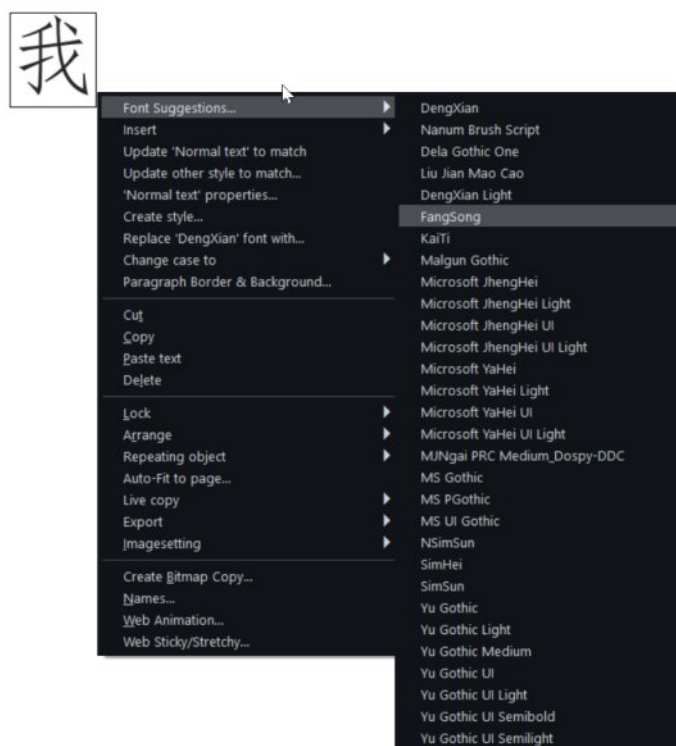 我
Font Suggestions...
Insert
Update 'Normal text' to match
Update other style to match...
'Normal text' properties...
Create style...
Replace 'DengXian' font with...
Change case to
Paragraph Border & Background...
Cut
Copy
Paste text
Delete
Lock
Arrange
Repeating object
Auto-Fit to page...
Live copy
Export
Imagesetting
Create Bitmap Copy...
Names...
Web Animation...
Web Sticky/Stretchy...
DengXian
Nanum Brush Script
Dela Gothic One
Liu Jian Mao Cao
DengXian Light
FangSong
KaiTi
Malgun Gothic
Microsoft JhengHei
Microsoft JhengHei Light
Microsoft JhengHei UI
Microsoft JhengHei UI Light
Microsoft YaHei
Microsoft YaHei Light
Microsoft YaHei UI
Microsoft YaHei UI Light
MJNgai PRC Medium_Dospy-DDC
MS Gothic
MS PGothic
MS UI Gothic
NSimSun
SimHei
SimSun
Yu Gothic
Yu Gothic Light
Yu Gothic Medium
Yu Gothic UI
Yu Gothic UI Light
Yu Gothic UI Semibold
Yu Gothic UI Semilight